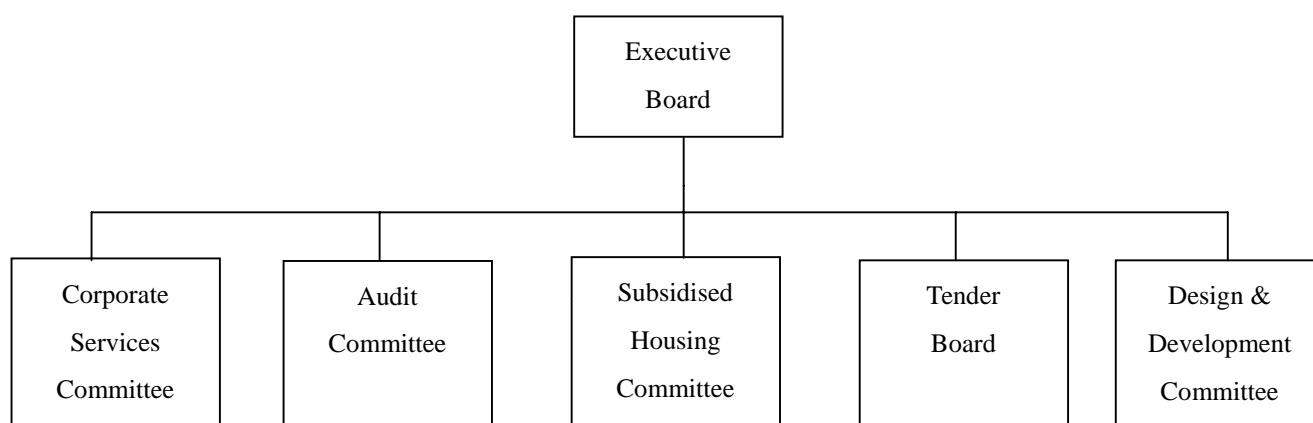 Executive
Board
Corporate
Services
Committee
Audit
Committee
Subsidised
Housing
Committee
Tender
Board
Design &
Development
Committee